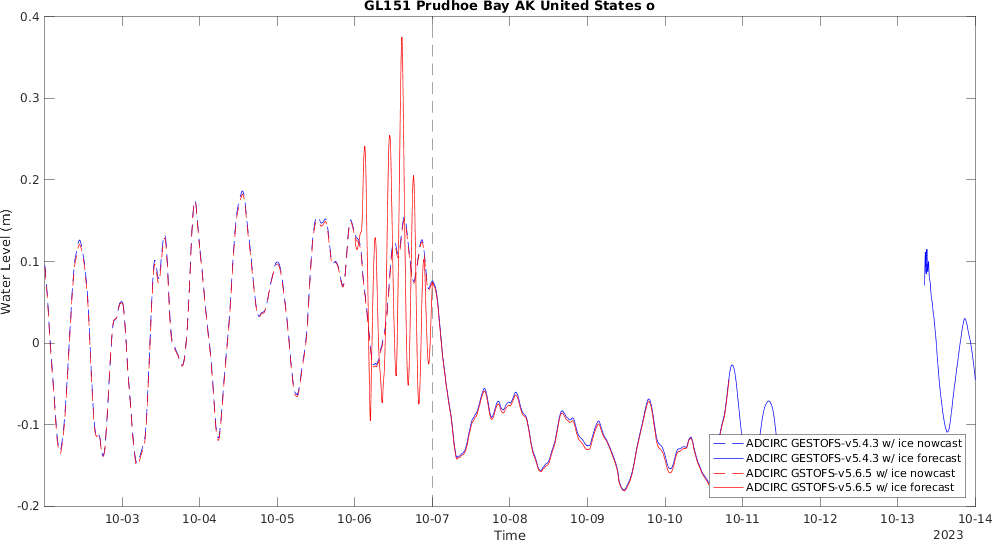 GL151 Prudhoe Bay AK United States o
0.4
0.3
0.2
0.1
0
-0.1
-0.2
Water Level (m)
ADCIRC GESTOFS-v5.4.3 w/ ice nowcast
ADCIRC GESTOFS-v5.4.3 w/ ice forecast
ADCIRC GSTOFS-v5.6.5 w/ ice nowcast
ADCIRC GSTOFS-v5.6.5 w/ ice forecast
10-03 10-04 10-05 10-06 10-07 10-08 10-09 10-10 10-11 10-12 10-13 10-14
Time
2023